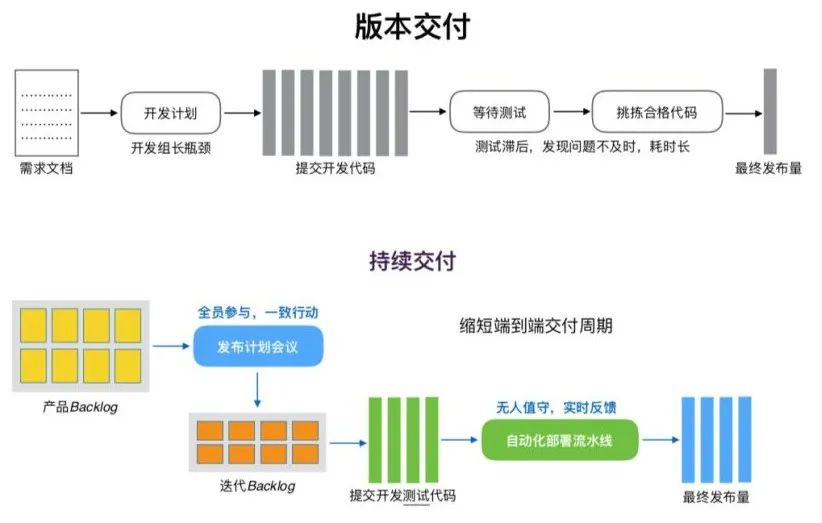 版本交付
开发计划
等待测试
挑拣合格代码
开发组长瓶颈
测试滞后，发现问题不及时，耗时长
需求文档
提交开发代码
最终发布量
持续交付
全员参与，一致行动
缩短端到端交付周期
发布计划会议
产品Backlog
无人值守，实时反馈
自动化部署流水线
迭代Backlog
提交开发测试代码
最终发布量